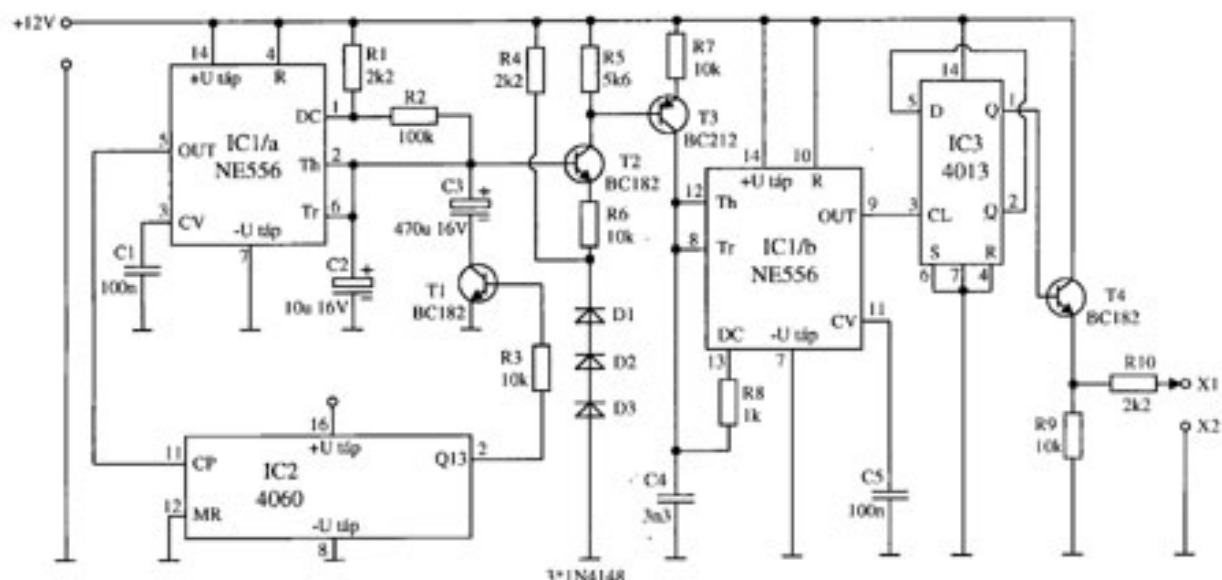 +12V
14
+U táp
4
R
R1
2k2
DC
1
R2
100k
5
OUT
IC1/a
NE556
Th
2
3
CV
Tr
6
-U táp
7
C1
100n
C2
10u 16V
C3
470u 16V
T1
BC182
R3
10k
R4
2k2
R5
5k6
T2
BC182
R6
10k
D1
D2
D3
3*1N4148
R7
10k
T3
BC212
14
+U táp
10
R
12
Th
8
Tr
OUT
9
IC1/b
NE556
DC
13
-U táp
7
CV
11
R8
1k
C4
3n3
C5
100n
14
5
D
Q
1
IC3
4013
3
CL
Q
2
S
R
6
7
4
T4
BC182
R10
2k2
R9
10k
X1
X2
16
+U táp
11
CP
IC2
4060
Q13
2
12
MR
-U táp
8